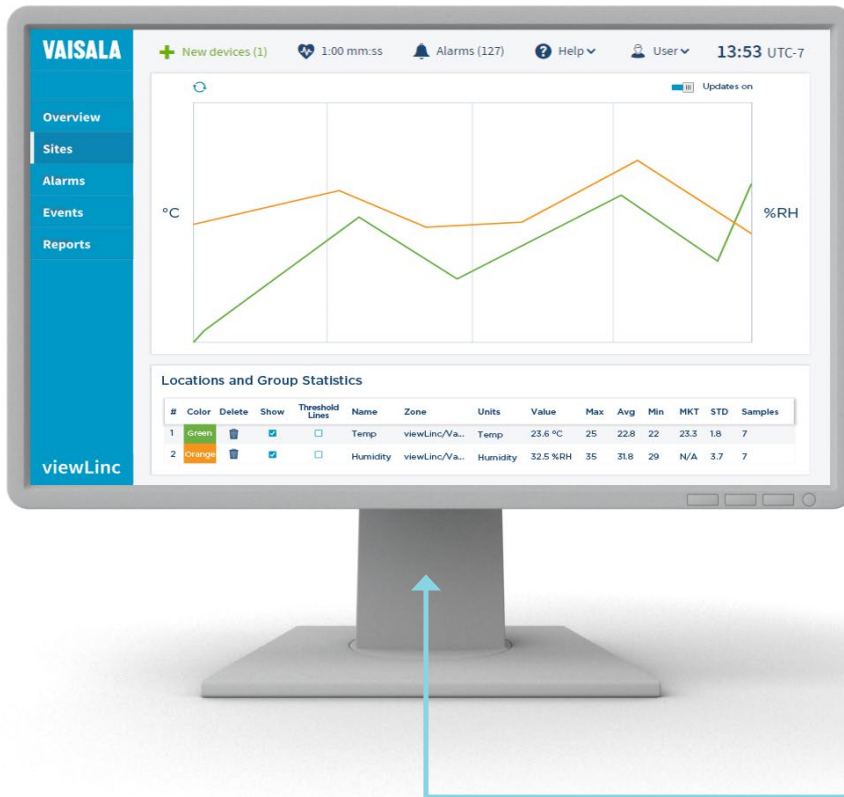 VAISALA
New devices (1) 1:00 mm:ss Alarms (127) Help User 13:53 UTC-7
Updates on
Overview
Sites
Alarms
Events
Reports
°C
%RH
Locations and Group Statistics
# Color Delete Show Threshold Lines Name Zone Units Value Max Avg Min MKT STD Samples
1 Green Temp viewLinc/Va... Temp 23.6 °C 25 22.8 22 23.3 1.8 7
2 Orange Humidity viewLinc/Va... Humidity 32.5 %RH 35 31.8 29 N/A 3.7 7
viewLinc